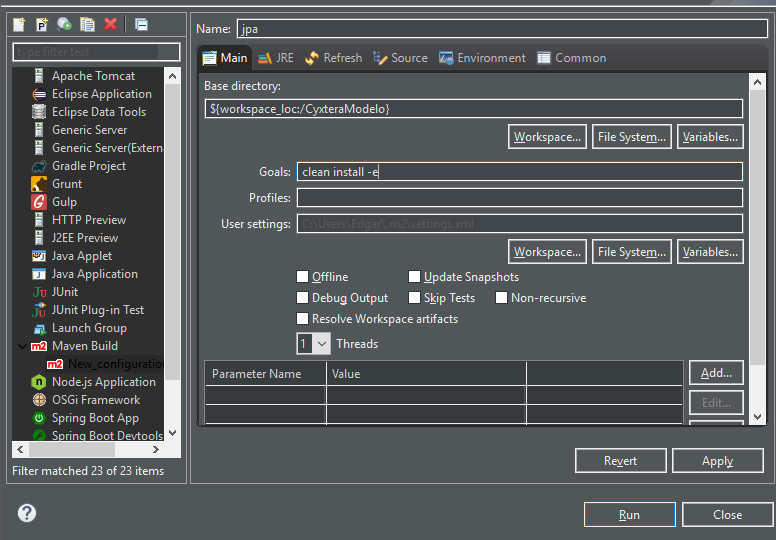 Name: jpa
type filter text
Apache Tomcat
Eclipse Application
Eclipse Data Tools
Generic Server
Generic Server(Extern
Gradle Project
Grunt
Gulp
HTTP Preview
J2EE Preview
Java Applet
Java Application
JUnit
JUnit Plug-in Test
Launch Group
Maven Build
New_configuration
Node.js Application
OSGi Framework
Spring Boot App
Spring Boot Devtools
Filter matched 23 of 23 items
Main JRE Refresh Source Environment Common
Base directory:
${workspace_loc:/CyxteraModelo}
Workspace... File System... Variables...
Goals: clean install -e
Profiles:
User settings: C:\Users\Edgar\.m2\settings.xml
Workspace... File System... Variables...
Offline Update Snapshots
Debug Output Skip Tests Non-recursive
Resolve Workspace artifacts
1 Threads
Parameter Name Value
Add...
Edit...
Revert Apply
Run Close